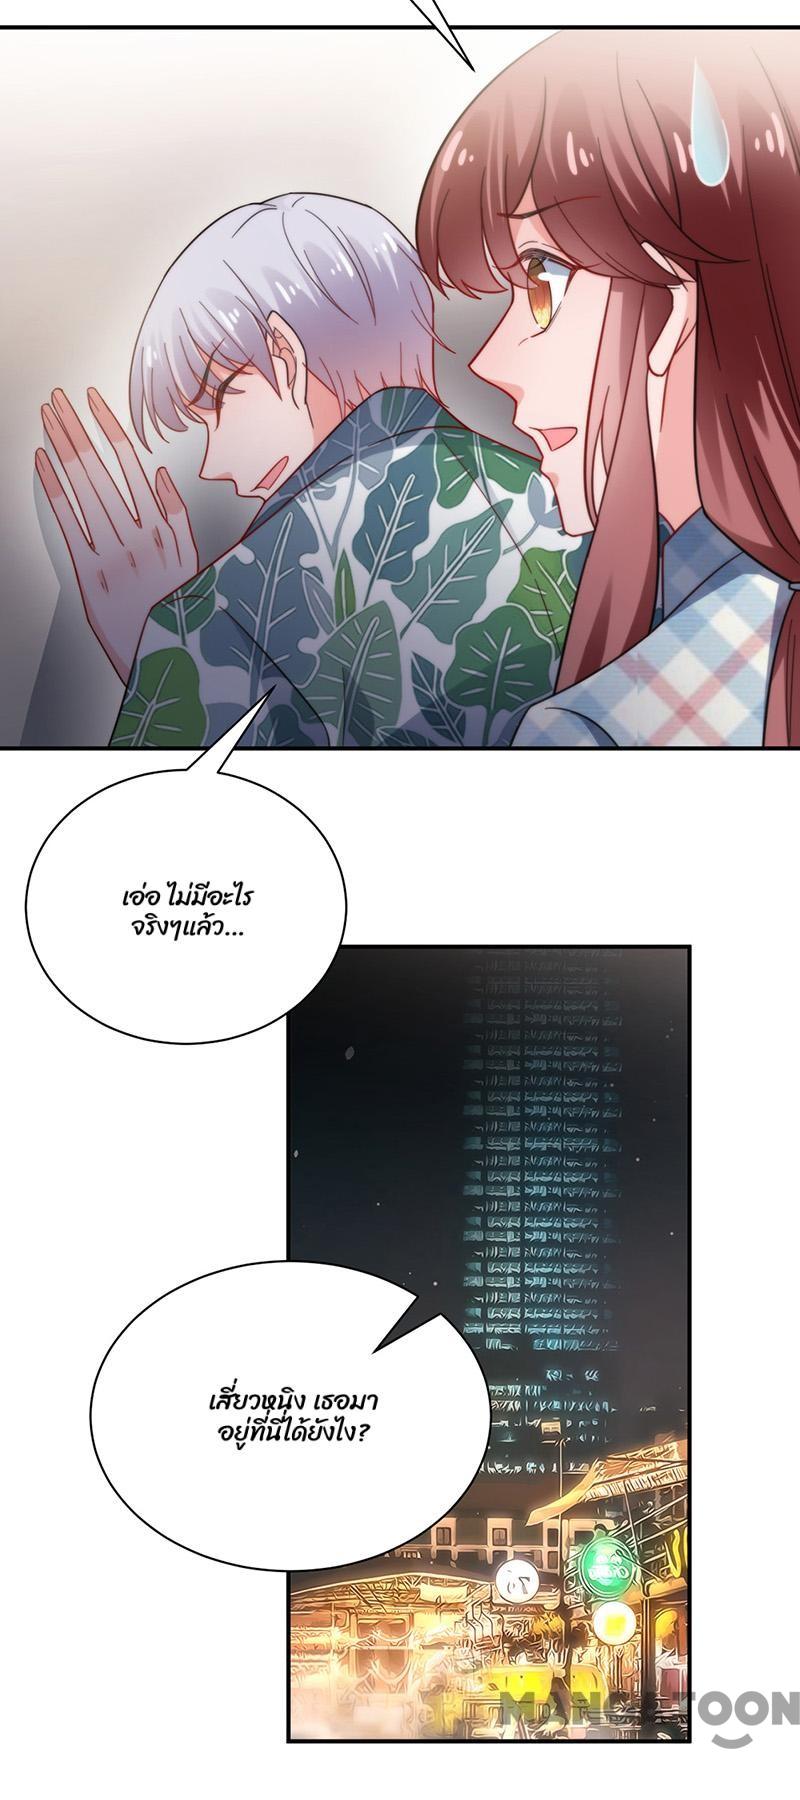 เอ่อ ไม่มีอะไร
จริงๆแล้ว...
เสี่ยวหนิง เธอมา
อยู่ที่นี่ได้ยังไง?
MANGATOON